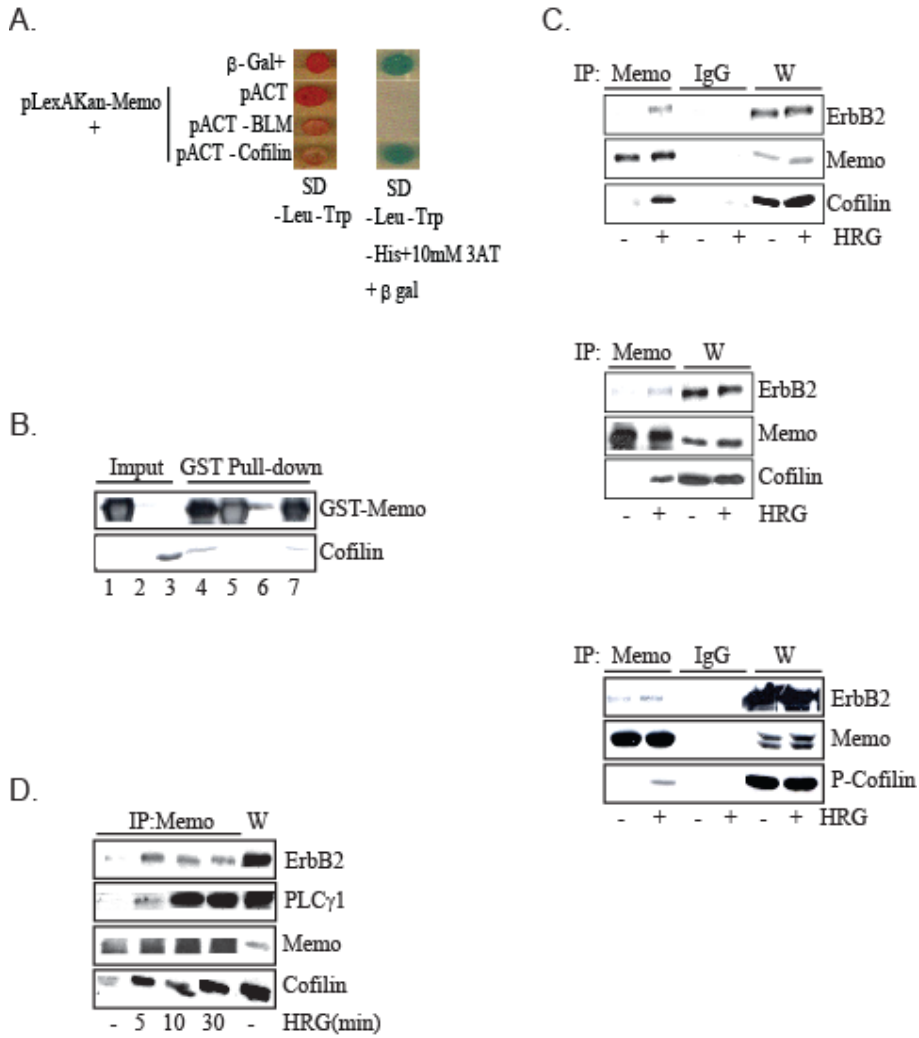 A.
β-Gal+
pLexAKan-Memo
+
pACT
pACT-BLM
pACT-Cofilin
SD
-Leu-Trp
SD
-Leu-Trp
-His+10mM 3AT
+ β gal
B.
Imput GST Pull-down
GST-Memo
Cofilin
1 2 3 4 5 6 7
C.
IP: Memo IgG W
ErbB2
Memo
Cofilin
- + - + - + HRG
IP: Memo W
ErbB2
Memo
Cofilin
- + - + HRG
IP: Memo IgG W
ErbB2
Memo
P-Cofilin
- + - + - + HRG
D.
IP:Memo W
ErbB2
PLCγ1
Memo
Cofilin
- 5 10 30 - HRG(min)